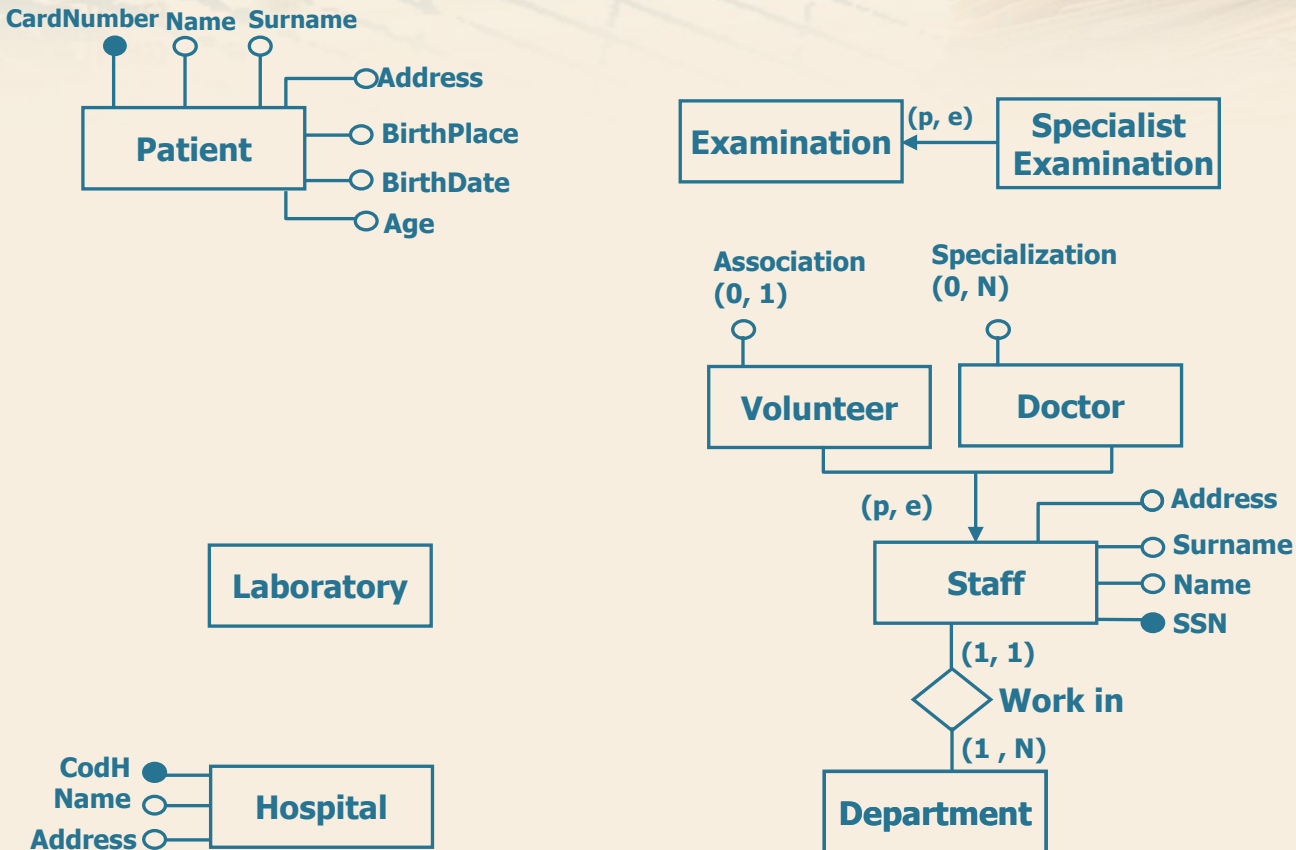 CardNumber Name Surname
Address
BirthPlace
BirthDate
Age
Patient
Examination
(p, e)
Specialist
Examination
Association
(0, 1)
Specialization
(0, N)
Volunteer
Doctor
(p, e)
Address
Surname
Name
SSN
Staff
Laboratory
(1, 1)
Work in
(1 , N)
CodH
Name
Address
Hospital
Department